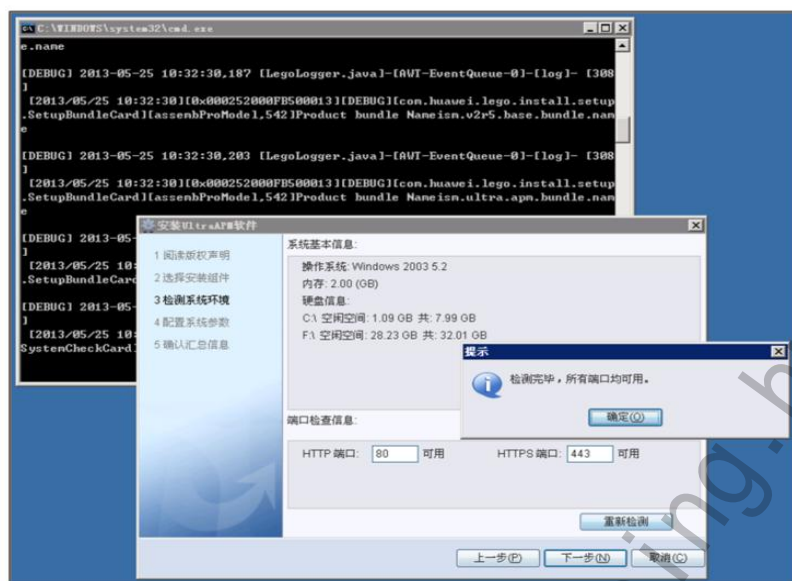 C:\WINDOWS\system32\cmd.exe
e.name
[DEBUG] 2013-05-25 10:32:30,187 [LegoLogger.java]-[AWT-EventQueue-0]-[log]- [308
]
[2013/05/25 10:32:30][0x000252000FB500013][DEBUG][com.huawei.lego.install.setup
.SetupBundleCard][assembProModel,542]Product bundle Nameism.v2r5.base.bundle.nam
e
[DEBUG] 2013-05-25 10:32:30,203 [LegoLogger.java]-[AWT-EventQueue-0]-[log]- [308
]
[2013/05/25 10:32:30][0x000252000FB500013][DEBUG][com.huawei.lego.install.setup
.SetupBundleCard][assembProModel,542]Product bundle Nameism.ultra.apm.bundle.nam
e
[DEBUG] 2013-05-
]
[2013/05/25 10:
.SetupBundleCard
[DEBUG] 2013-05-
]
[2013/05/25 10:
SystemCheckCard]
安装UltraAPM软件
1 阅读版权声明
2 选择安装组件
3 检测系统环境
4 配置系统参数
5 确认汇总信息
系统基本信息:
操作系统: Windows 2003 5.2
内存: 2.00 (GB)
硬盘信息:
C:\ 空闲空间: 1.09 GB 共: 7.99 GB
F:\ 空闲空间: 28.23 GB 共: 32.01 GB
提示
检测完毕，所有端口均可用。
确定(O)
端口检查信息:
HTTP 端口: 80 可用 HTTPS 端口: 443 可用
重新检测
上一步(P) 下一步(N) 取消(C)